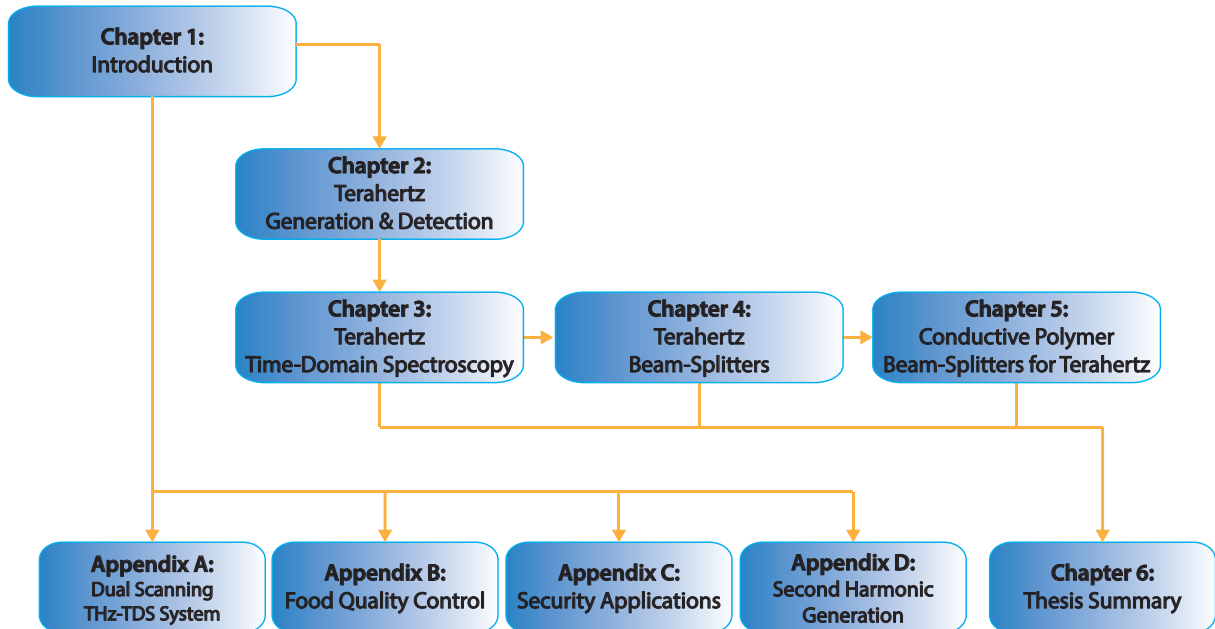 Chapter 1:
Introduction
Chapter 2:
Terahertz
Generation & Detection
Chapter 3:
Terahertz
Time-Domain Spectroscopy
Chapter 4:
Terahertz
Beam-Splitters
Chapter 5:
Conductive Polymer
Beam-Splitters for Terahertz
Appendix A:
Dual Scanning
THz-TDS System
Appendix B:
Food Quality Control
Appendix C:
Security Applications
Appendix D:
Second Harmonic
Generation
Chapter 6:
Thesis Summary